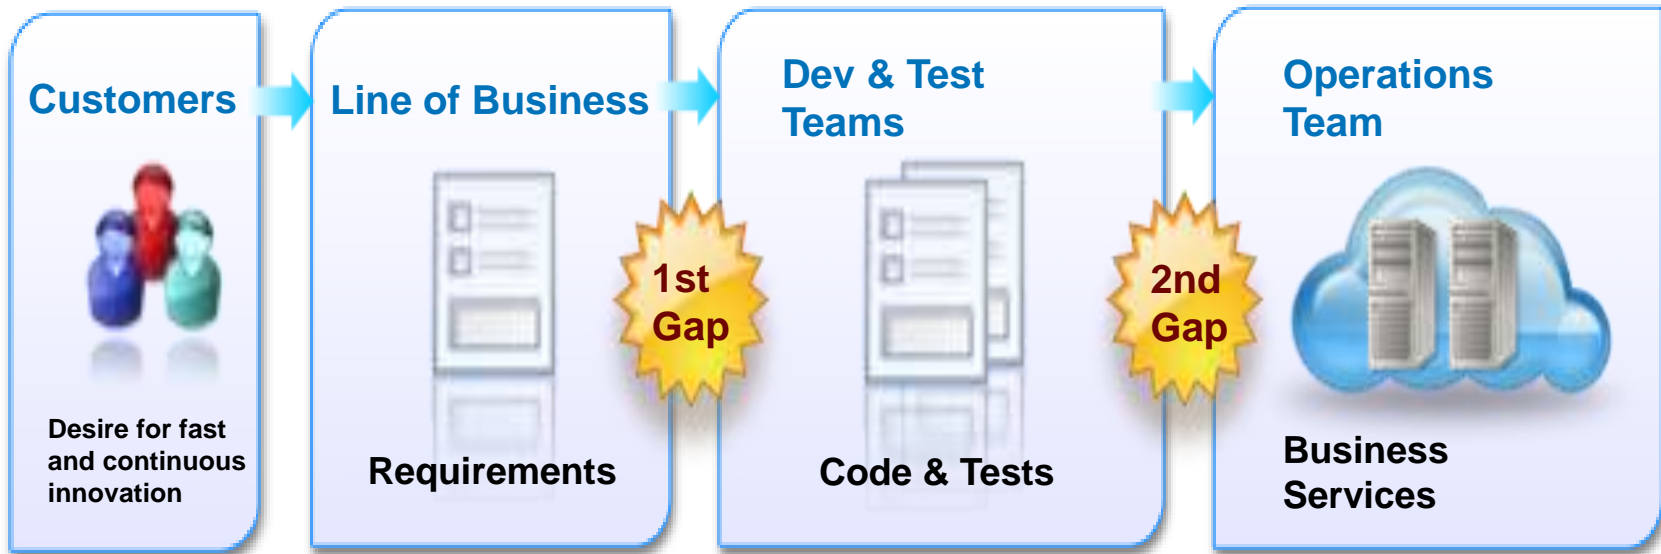 Customers
Desire for fast
and continuous
innovation
Line of Business
Requirements
1st
Gap
Dev & Test
Teams
Code & Tests
2nd
Gap
Operations
Team
Business
Services